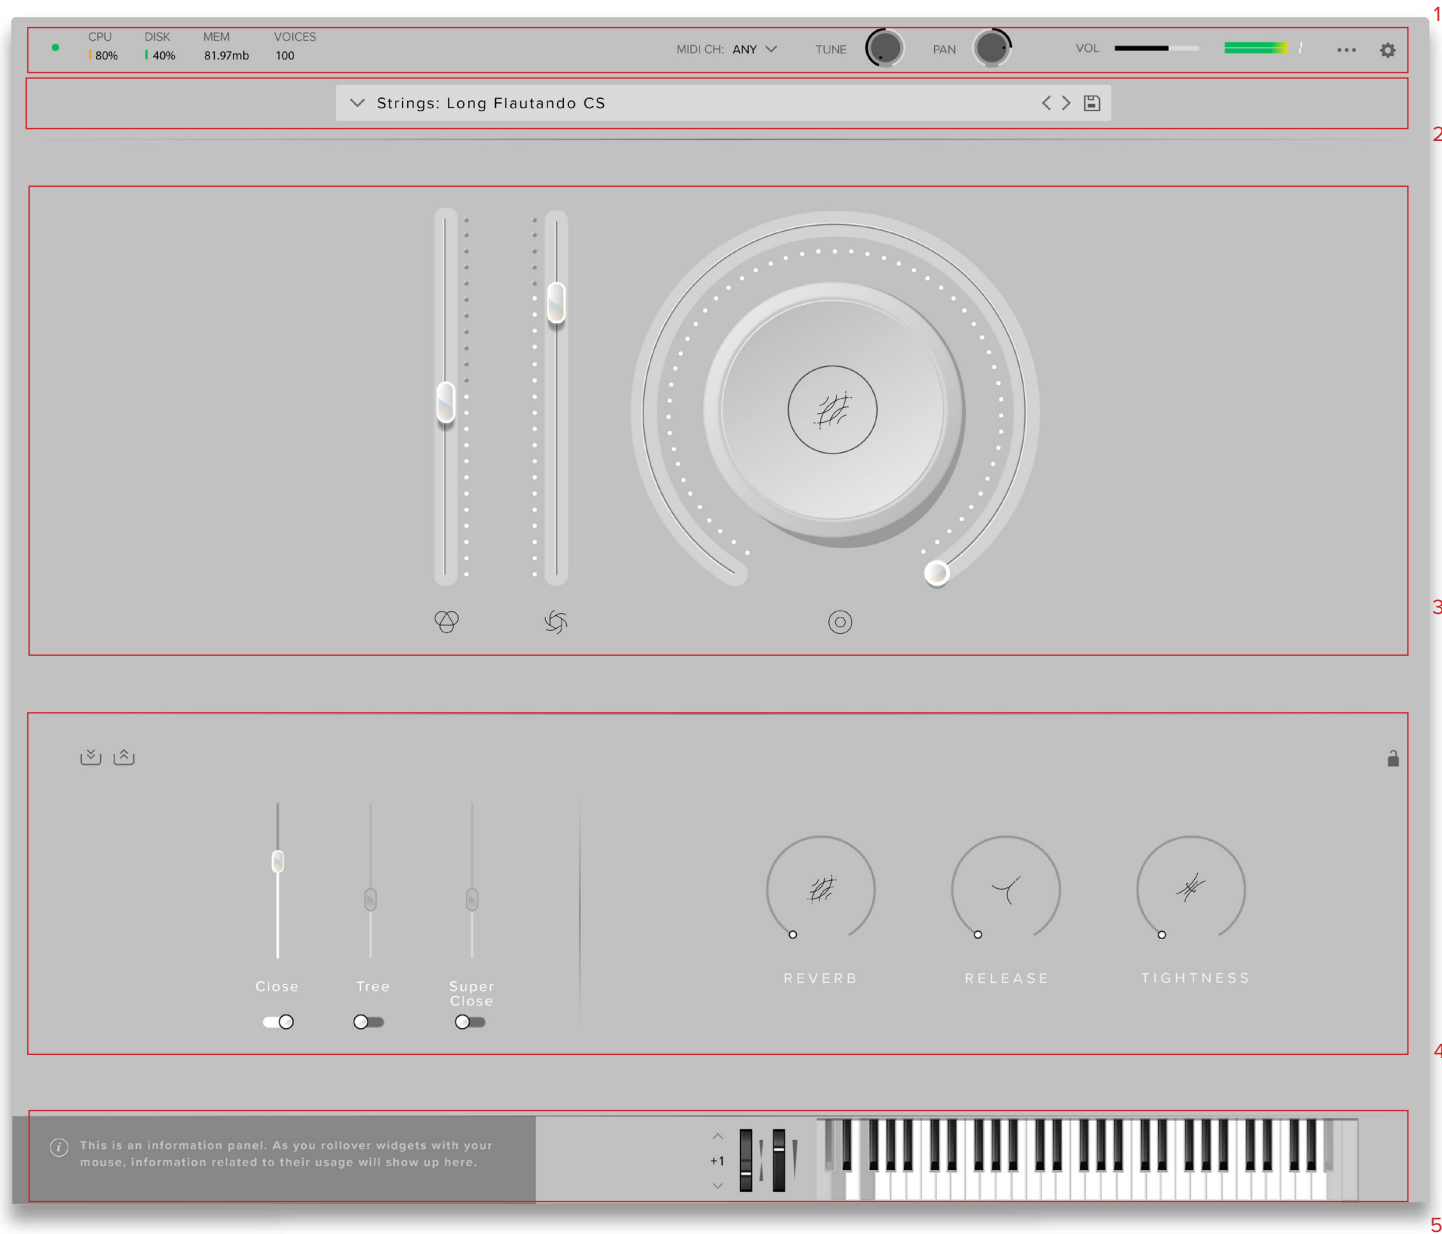 1
CPU DISK MEM VOICES
80% 40% 81.97mb 100
MIDI CH: ANY TUNE PAN VOL
Strings: Long Flautando CS
2
3
Close Tree Super
Close
REVERB RELEASE TIGHTNESS
4
This is an information panel. As you rollover widgets with your
mouse, information related to their usage will show up here.
+1
5